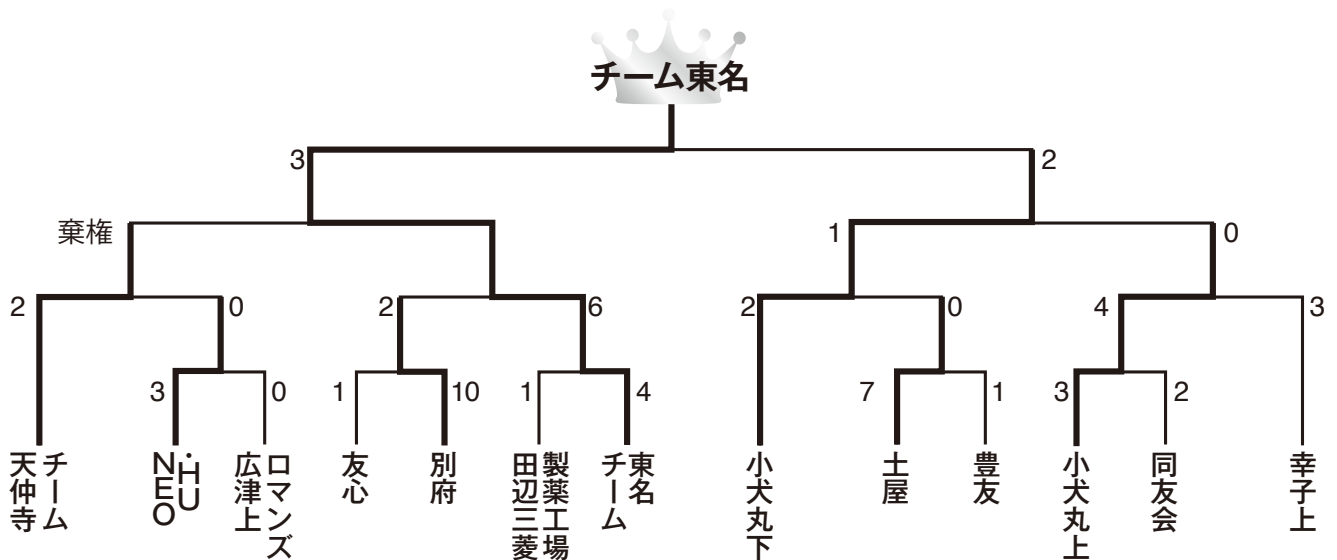 チーム東名
3
2
棄権
1
0
2
0
2
6
2
0
4
3
3
0
1
10
1
4
7
1
3
2
天仲寺
チーム
NEO
・HU
広津上
ロマンズ
友心
別府
田辺三菱
製薬工場
チーム
東名
小犬丸下
土屋
豊友
小犬丸上
同友会
幸子上